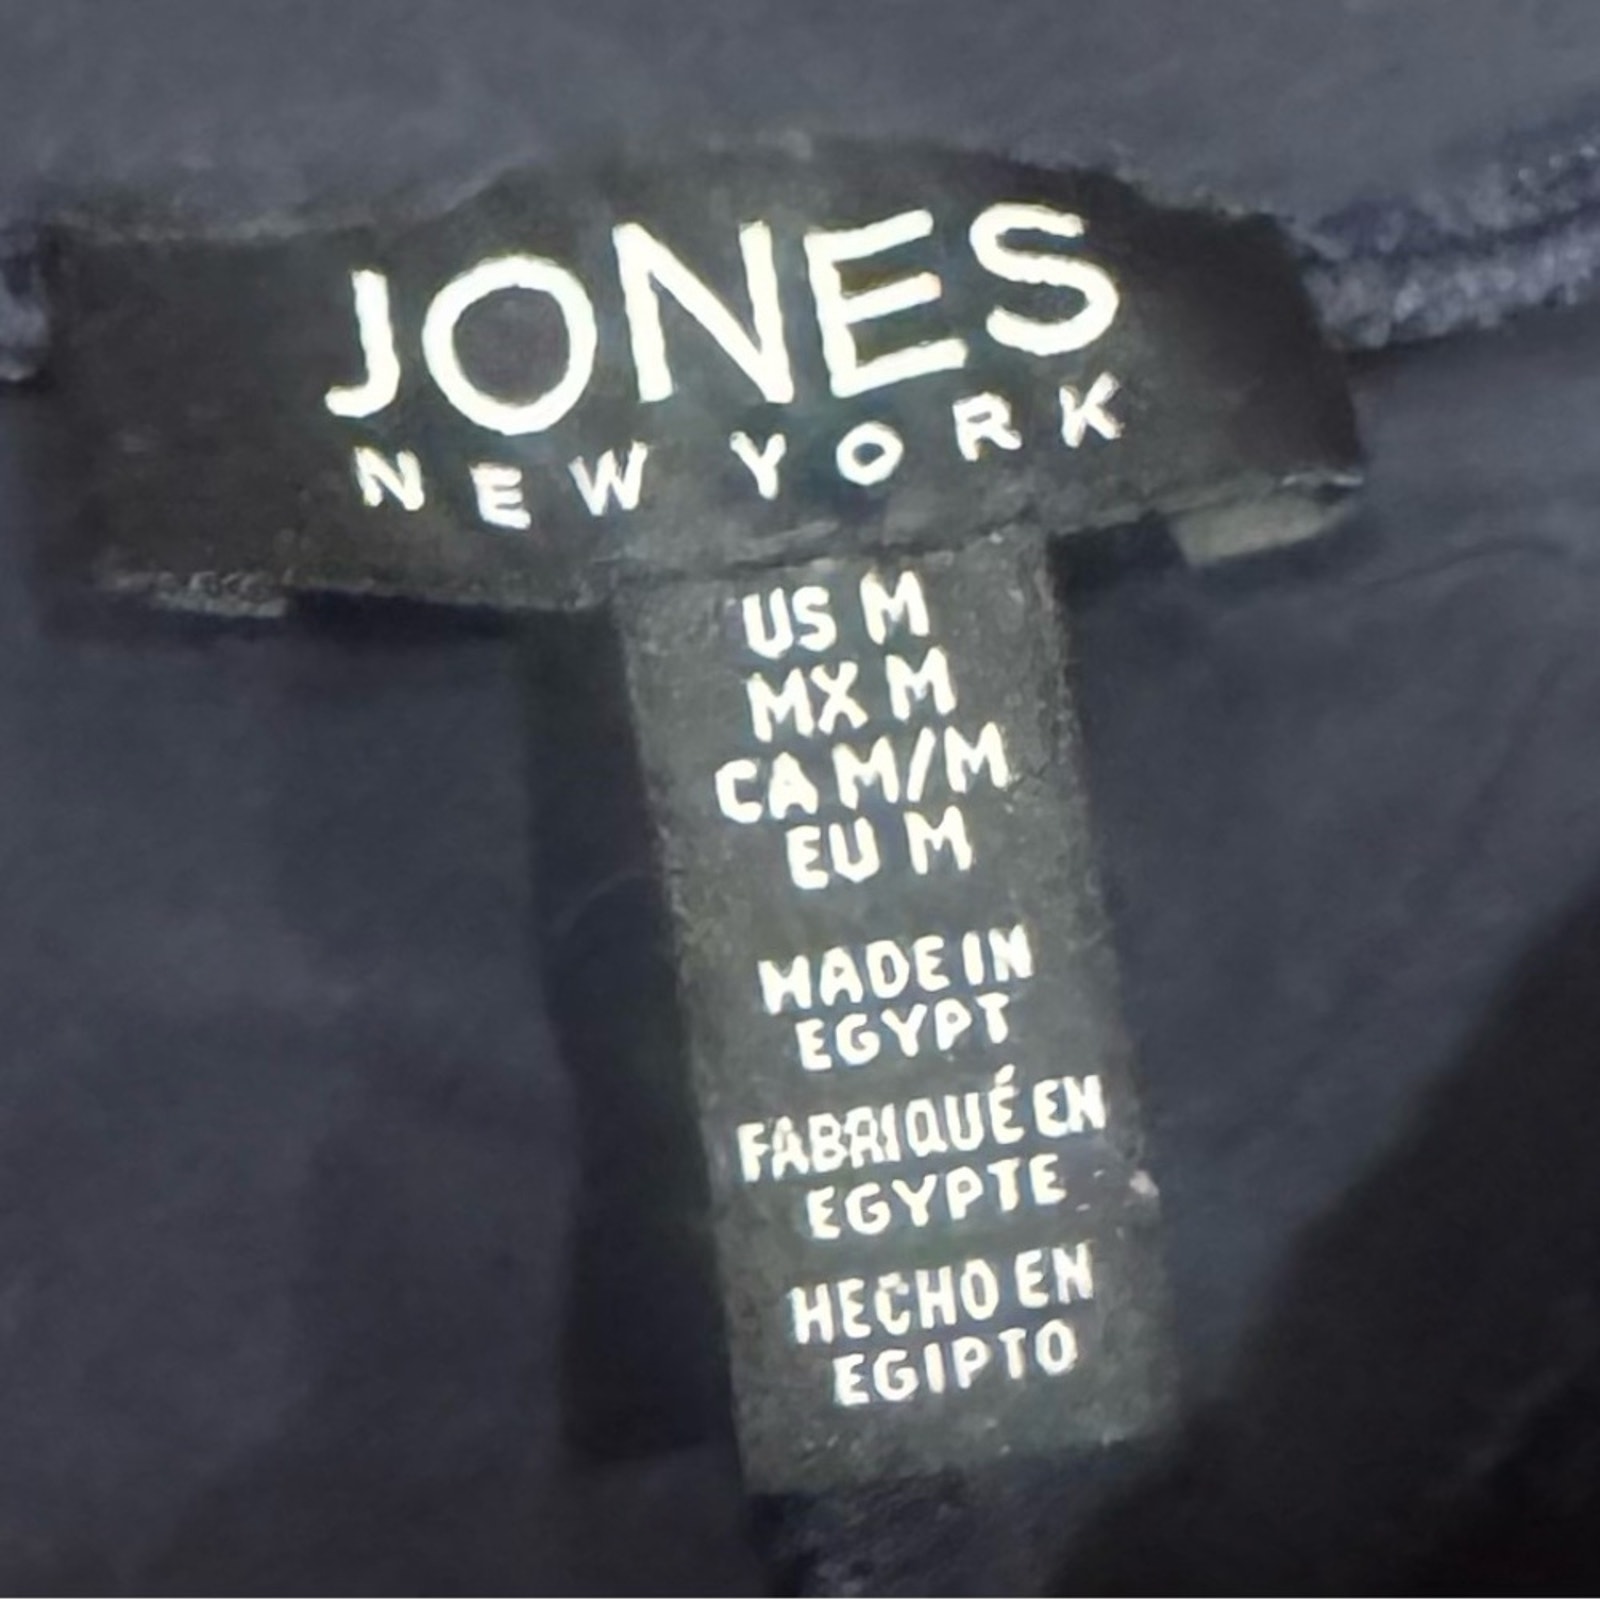 JONES
NEW YORK
US M
MX M
CA M/M
EU M
MADE IN
EGYPT
FABRIQUÉ EN
EGYPTE
HECHO EN
EGIPTO